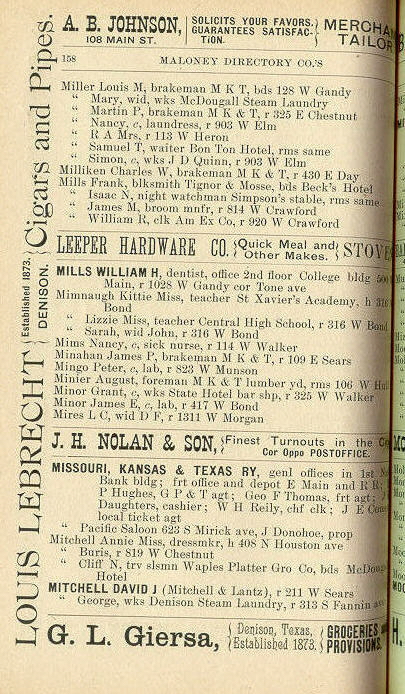 A. B. JOHNSON,
108 MAIN ST.
SOLICITS YOUR FAVORS.
GUARANTEES SATISFAC-
TION.
MERCHAN
TAILOR
158 MALONEY DIRECTORY CO.'S
Miller Louis M, brakeman M K T, bds 128 W Gandy
" Mary, wid, wks McDougall Steam Laundry
" Martin P, brakeman M K & T, r 325 E Chestnut
" Nancy, c, laundress, r 903 W Elm
" R A Mrs, r 113 W Heron
" Samuel T, waiter Bon Ton Hotel, rms same
" Simon, c, wks J D Quinn, r 903 W Elm
Milliken Charles W, brakeman M K & T, r 430 E Day
Mills Frank, blksmith Tignor & Mosse, bds Beck's Hotel
" Isaac N, night watchman Simpson's stable, rms same
" James M, broom mnfr, r 814 W Crawford
" William R, clk Am Ex Co, r 920 W Crawford
LEEPER HARDWARE CO.
Quick Meal and
Other Makes.
STOVE
MILLS WILLIAM H, dentist, office 2nd floor College bldg 500
Main, r 1028 W Gandy cor Tone ave
Mimnaugh Kittie Miss, teacher St Xavier's Academy, h 316
Bond
" Lizzie Miss, teacher Central High School, r 316 W Bond
" Sarah, wid John, r 316 W Bond
Mims Nancy, c, sick nurse, r 114 W Walker
Minahan James P, brakeman M K & T, r 109 E Sears
Mingo Peter, c, lab, r 823 W Munson
Minier August, foreman M K & T lumber yd, rms 106 W
Minor Grant, c, wks State Hotel bar shp, r 325 W Walker
Minor James E, c, lab, r 417 W Bond
Mires L C, wid D F, r 1311 W Morgan
J. H. NOLAN & SON,
Finest Turnouts in the C
Cor Oppo POSTOFFICE.
MISSOURI, KANSAS & TEXAS RY, genl offices in 1st N
Bank bldg; frt office and depot E Main and R R;
P Hughes, G P & T agt; Geo F Thomas, frt agt; J
Daughters, cashier; W H Reilly, chf clk; J E
local ticket agt
" Pacific Saloon 623 S Mirick ave, J Donohoe, prop
Mitchell Annie Miss, dressmkr, h 408 N Houston ave
" Buris, r 819 W Chestnut
" Cliff N, trv slsmn Waples Platter Gro Co, bds McDoug
Hotel
MITCHELL DAVID J (Mitchell & Lantz), r 211 W Sears
" George, wks Denison Steam Laundry, r 313 S Fannin
G. L. Giersa,
Denison, Texas,
Established 1873.
GROCERIES
PROVISIONS.
LOUIS LEBRECHT
Established 1873.
DENISON.
Cigars and Pipes.